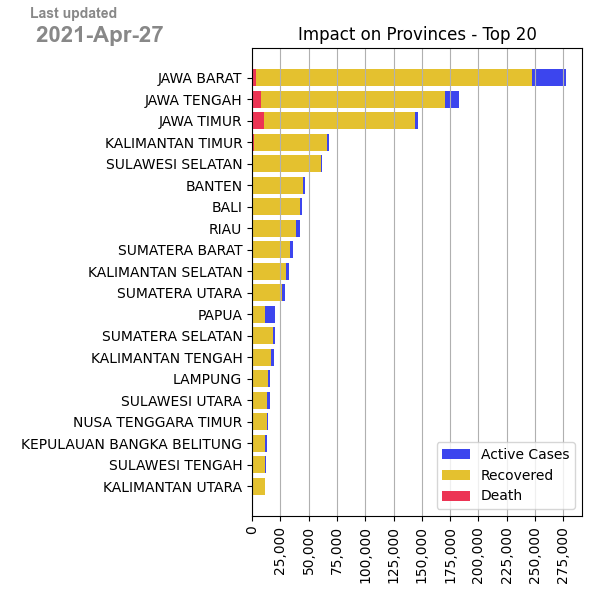 Last updated
2021-Apr-27
Impact on Provinces - Top 20
JAWA BARAT
JAWA TENGAH
JAWA TIMUR
KALIMANTAN TIMUR
SULAWESI SELATAN
BANTEN
BALI
RIAU
SUMATERA BARAT
KALIMANTAN SELATAN
SUMATERA UTARA
PAPUA
SUMATERA SELATAN
KALIMANTAN TENGAH
LAMPUNG
SULAWESI UTARA
NUSA TENGGARA TIMUR
KEPULAUAN BANGKA BELITUNG
SULAWESI TENGAH
KALIMANTAN UTARA
Active Cases
Recovered
Death
0
25,000
50,000
75,000
100,000
125,000
150,000
175,000
200,000
225,000
250,000
275,000